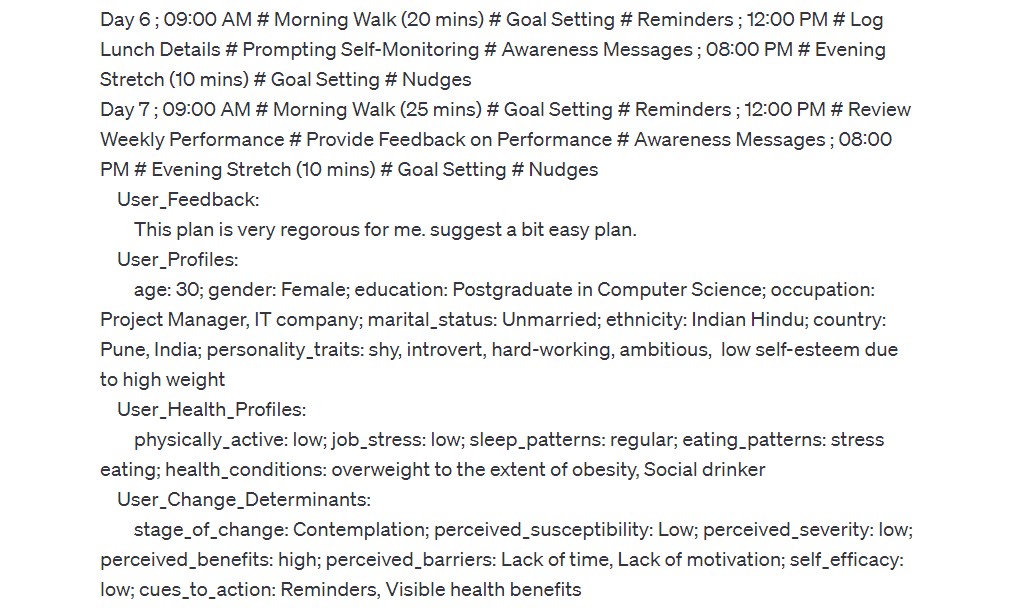 Day 6 ; 09:00 AM # Morning Walk (20 mins) # Goal Setting # Reminders ; 12:00 PM # Log
Lunch Details # Prompting Self-Monitoring # Awareness Messages ; 08:00 PM # Evening
Stretch (10 mins) # Goal Setting # Nudges
Day 7 ; 09:00 AM # Morning Walk (25 mins) # Goal Setting # Reminders ; 12:00 PM # Review
Weekly Performance # Provide Feedback on Performance # Awareness Messages ; 08:00
PM # Evening Stretch (10 mins) # Goal Setting # Nudges
User_Feedback:
This plan is very regorous for me. suggest a bit easy plan.
User_Profiles:
age: 30; gender: Female; education: Postgraduate in Computer Science; occupation:
Project Manager, IT company; marital_status: Unmarried; ethnicity: Indian Hindu; country:
Pune, India; personality_traits: shy, introvert, hard-working, ambitious,  low self-esteem due
to high weight
User_Health_Profiles:
physically_active: low; job_stress: low; sleep_patterns: regular; eating_patterns: stress
eating; health_conditions: overweight to the extent of obesity, Social drinker
User_Change_Determinants:
stage_of_change: Contemplation; perceived_susceptibility: Low; perceived_severity: low;
perceived_benefits: high; perceived_barriers: Lack of time, Lack of motivation; self_efficacy:
low; cues_to_action: Reminders, Visible health benefits